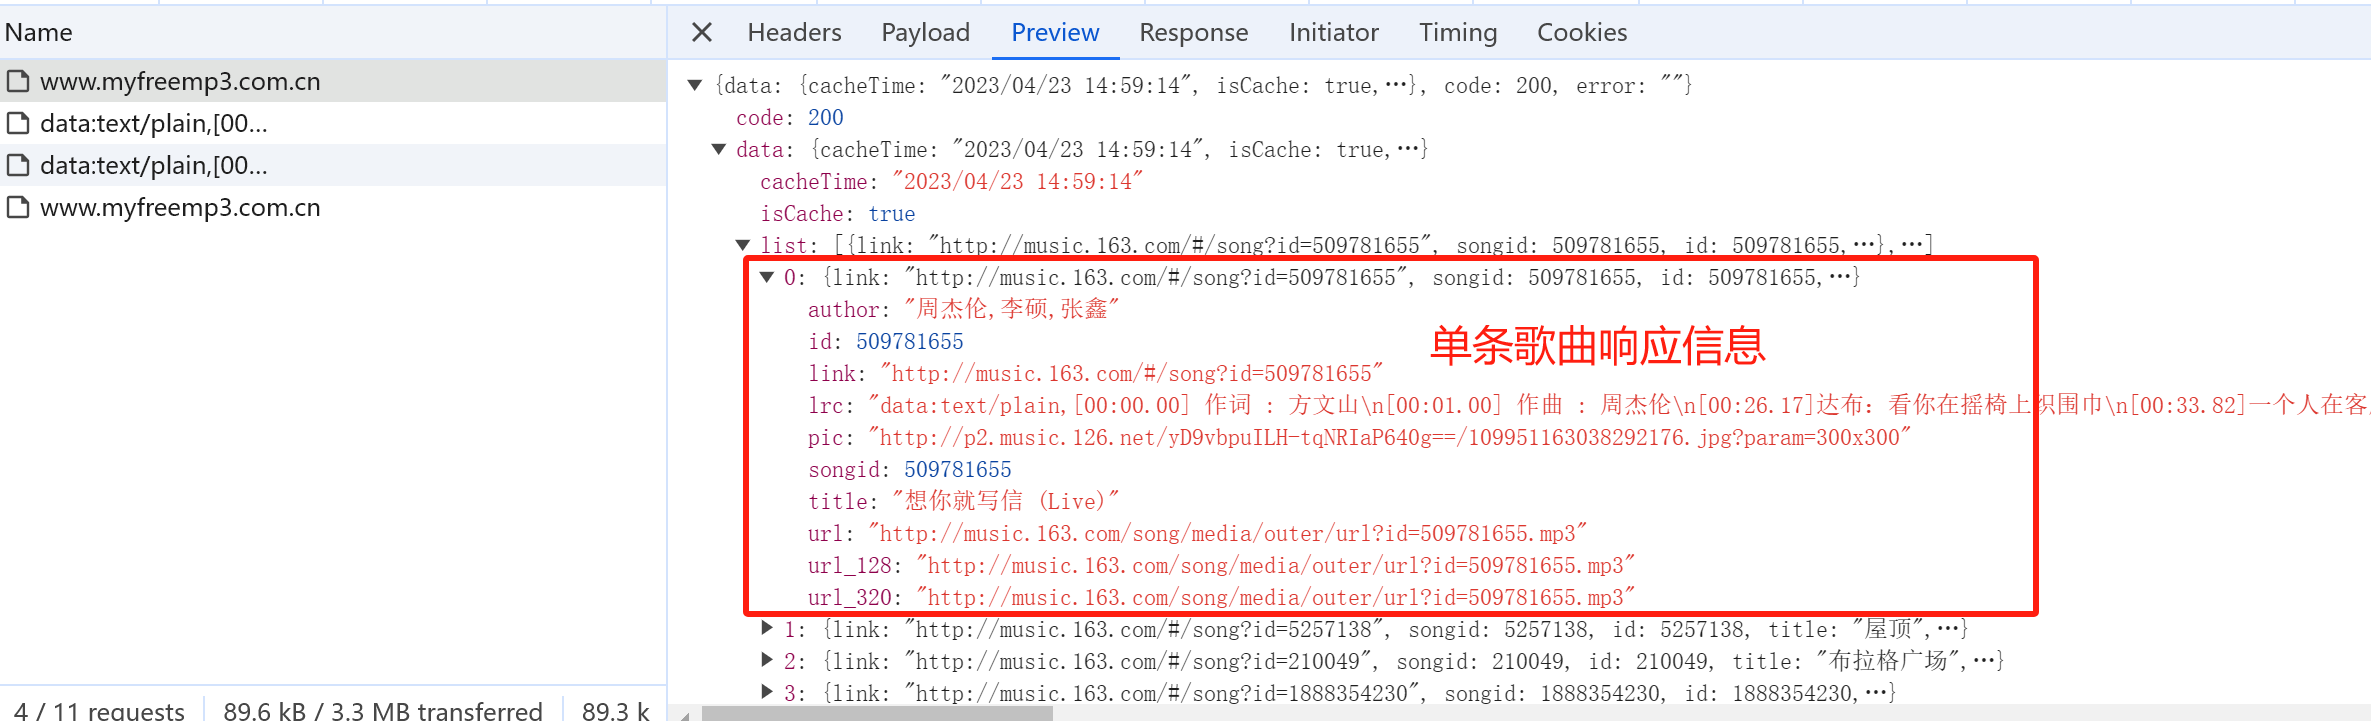 Name
www.myfreemp3.com.cn
data:text/plain,[00...
data:text/plain,[00...
www.myfreemp3.com.cn
4 / 11 requests 89.6 kB / 3.3 MB transferred 89.3 k
Headers Payload Preview Response Initiator Timing Cookies
{data: {cacheTime: "2023/04/23 14:59:14", isCache: true,…}, code: 200, error: ""}
code: 200
data: {cacheTime: "2023/04/23 14:59:14", isCache: true,…}
cacheTime: "2023/04/23 14:59:14"
isCache: true
list: [{link: "http://music.163.com/#/song?id=509781655", songid: 509781655, id: 509781655,…},…]
0: {link: "http://music.163.com/#/song?id=509781655", songid: 509781655, id: 509781655,…}
author: "周杰伦,李硕,张鑫"
id: 509781655
单条歌曲响应信息
link: "http://music.163.com/#/song?id=509781655"
lrc: "data:text/plain,[00:00.00] 作词 : 方文山\n[00:01.00] 作曲 : 周杰伦\n[00:26.17]达布：看你在摇椅上织围巾\n[00:33.82]一个人在客
pic: "http://p2.music.126.net/yD9vbpuILH-tqNRIaP640g==/109951163038292176.jpg?param=300x300"
songid: 509781655
title: "想你就写信 (Live)"
url: "http://music.163.com/song/media/outer/url?id=509781655.mp3"
url_128: "http://music.163.com/song/media/outer/url?id=509781655.mp3"
url_320: "http://music.163.com/song/media/outer/url?id=509781655.mp3"
1: {link: "http://music.163.com/#/song?id=5257138", songid: 5257138, id: 5257138, title: "屋顶",…}
2: {link: "http://music.163.com/#/song?id=210049", songid: 210049, id: 210049, title: "布拉格广场",…}
3: {link: "http://music.163.com/#/song?id=1888354230", songid: 1888354230, id: 1888354230,…}